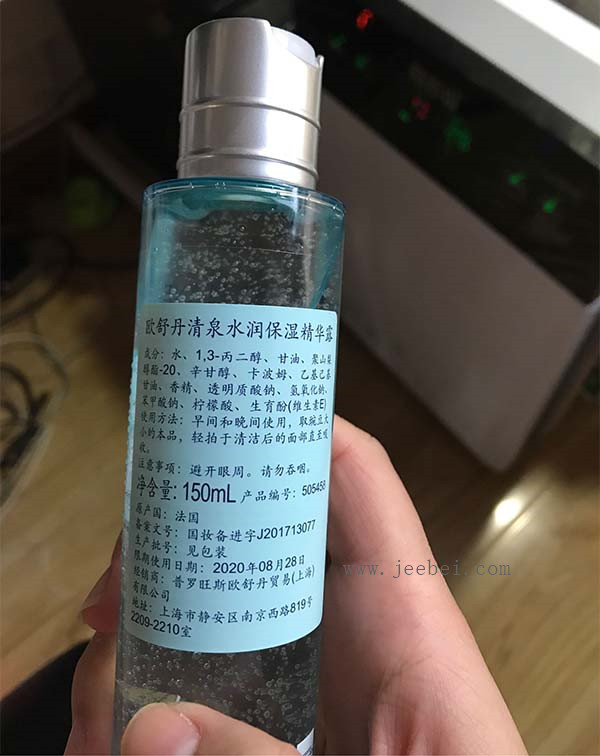 欧舒丹清泉水润保湿精华露
成分：水、1,3-丙二醇、甘油、聚山梨
醇酯-20、辛甘醇、卡波姆、乙基己基
甘油、香精、透明质酸钠、氢氧化钠、
苯甲酸钠、柠檬酸、生育酚(维生素E)
使用方法：早间和晚间使用，取豌豆大
小的本品，轻拍于清洁后的面部直至吸
收。
注意事项：避开眼周。请勿吞咽。
净含量: 150mL 产品编号：505458
原产国：法国
备案文号：国妆备进字J201713077
生产批号：见包装
限期使用日期：2020年08月28日
经销商：普罗旺斯欧舒丹贸易(上海)
有限公司
地址：上海市静安区南京西路819号
2209-2210室
www.jeebei.com